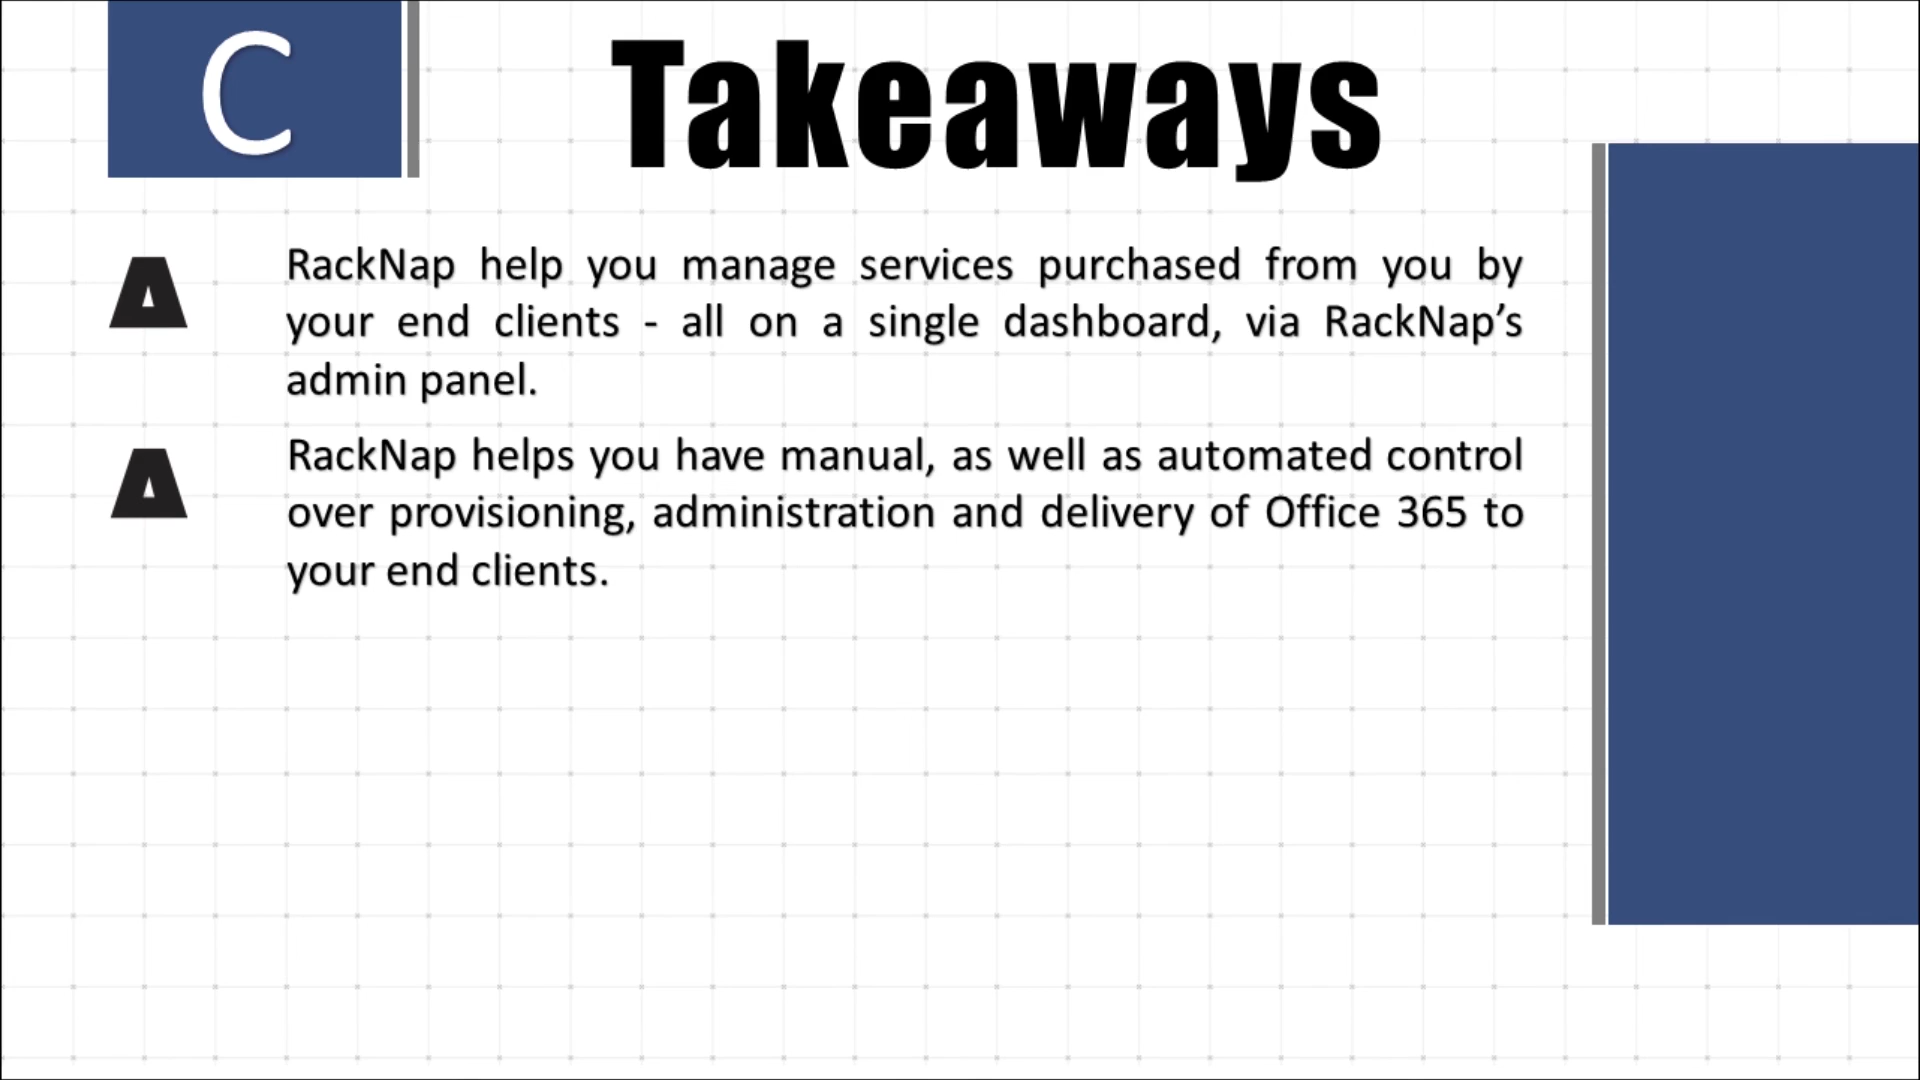 C
Takeaways
A
RackNap help you manage services purchased from you by
your end clients - all on a single dashboard, via RackNap’s
admin panel.
A
RackNap helps you have manual, as well as automated control
over provisioning, administration and delivery of Office 365 to
your end clients.